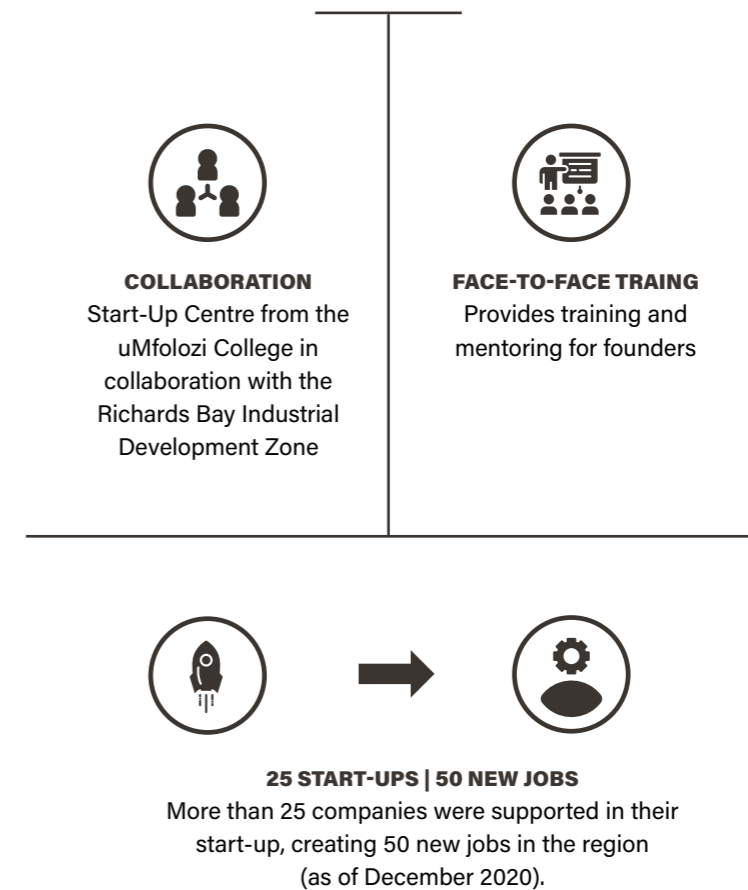 COLLABORATION
Start-Up Centre from the
uMfolozi College in
collaboration with the
Richards Bay Industrial
Development Zone
FACE-TO-FACE TRAING
Provides training and
mentoring for founders
25 START-UPS | 50 NEW JOBS
More than 25 companies were supported in their
start-up, creating 50 new jobs in the region
(as of December 2020).